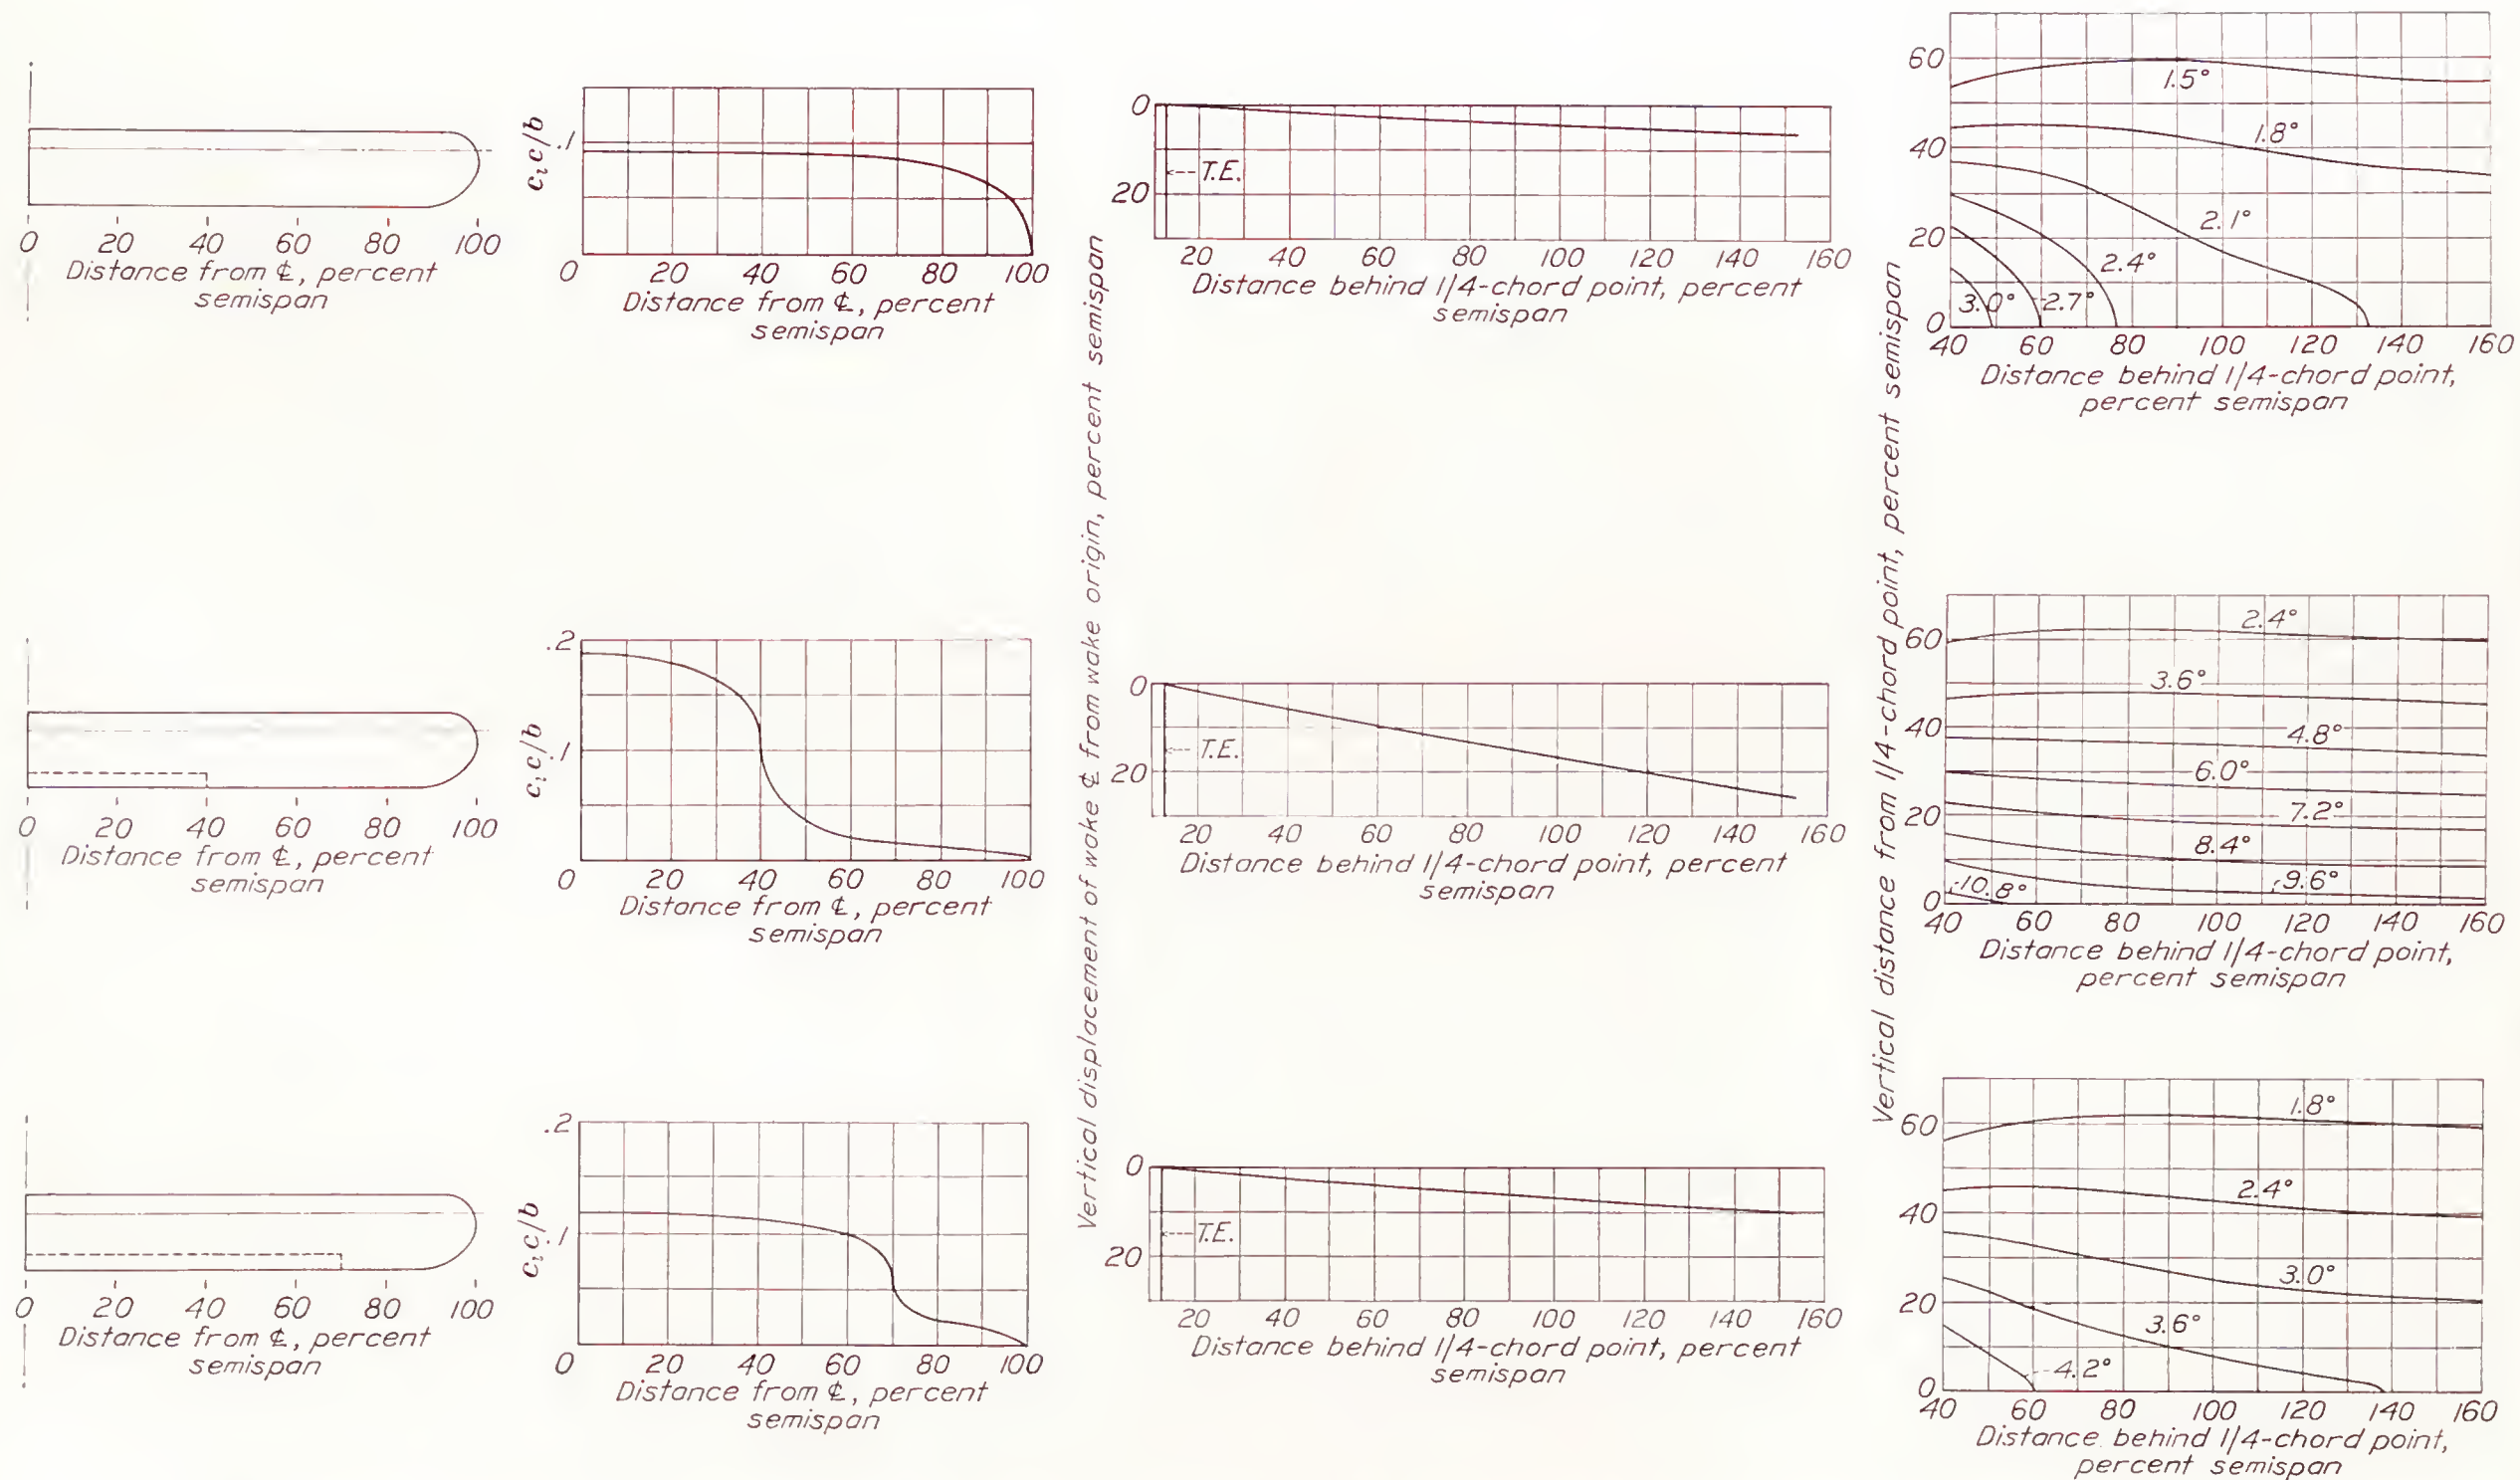 0 20 40 60 80 100
Distance from ℄, percent
semispan
cₗc/b
.1
0 20 40 60 80 100
Distance from ℄, percent
semispan
0
20
T.E.
20 40 60 80 100 120 140 160
Distance behind 1/4-chord point, percent
semispan
60
40
20
0
1.5°
1.8°
2.1°
2.4°
3.0°
2.7°
40 60 80 100 120 140 160
Distance behind 1/4-chord point,
percent semispan
0 20 40 60 80 100
Distance from ℄, percent
semispan
.2
cₗc/b
.1
0 20 40 60 80 100
Distance from ℄, percent
semispan
Vertical displacement of wake ℄ from wake origin, percent semispan
0
20
T.E.
20 40 60 80 100 120 140 160
Distance behind 1/4-chord point, percent
semispan
Vertical distance from 1/4-chord point, percent semispan
60
40
20
0
2.4°
3.6°
4.8°
6.0°
7.2°
8.4°
10.8°
9.6°
40 60 80 100 120 140 160
Distance behind 1/4-chord point,
percent semispan
0 20 40 60 80 100
Distance from ℄, percent
semispan
.2
cₗc/b
.1
0 20 40 60 80 100
Distance from ℄, percent
semispan
0
20
T.E.
20 40 60 80 100 120 140 160
Distance behind 1/4-chord point, percent
semispan
60
40
20
0
1.8°
2.4°
3.0°
3.6°
4.2°
40 60 80 100 120 140 160
Distance behind 1/4-chord point,
percent semispan